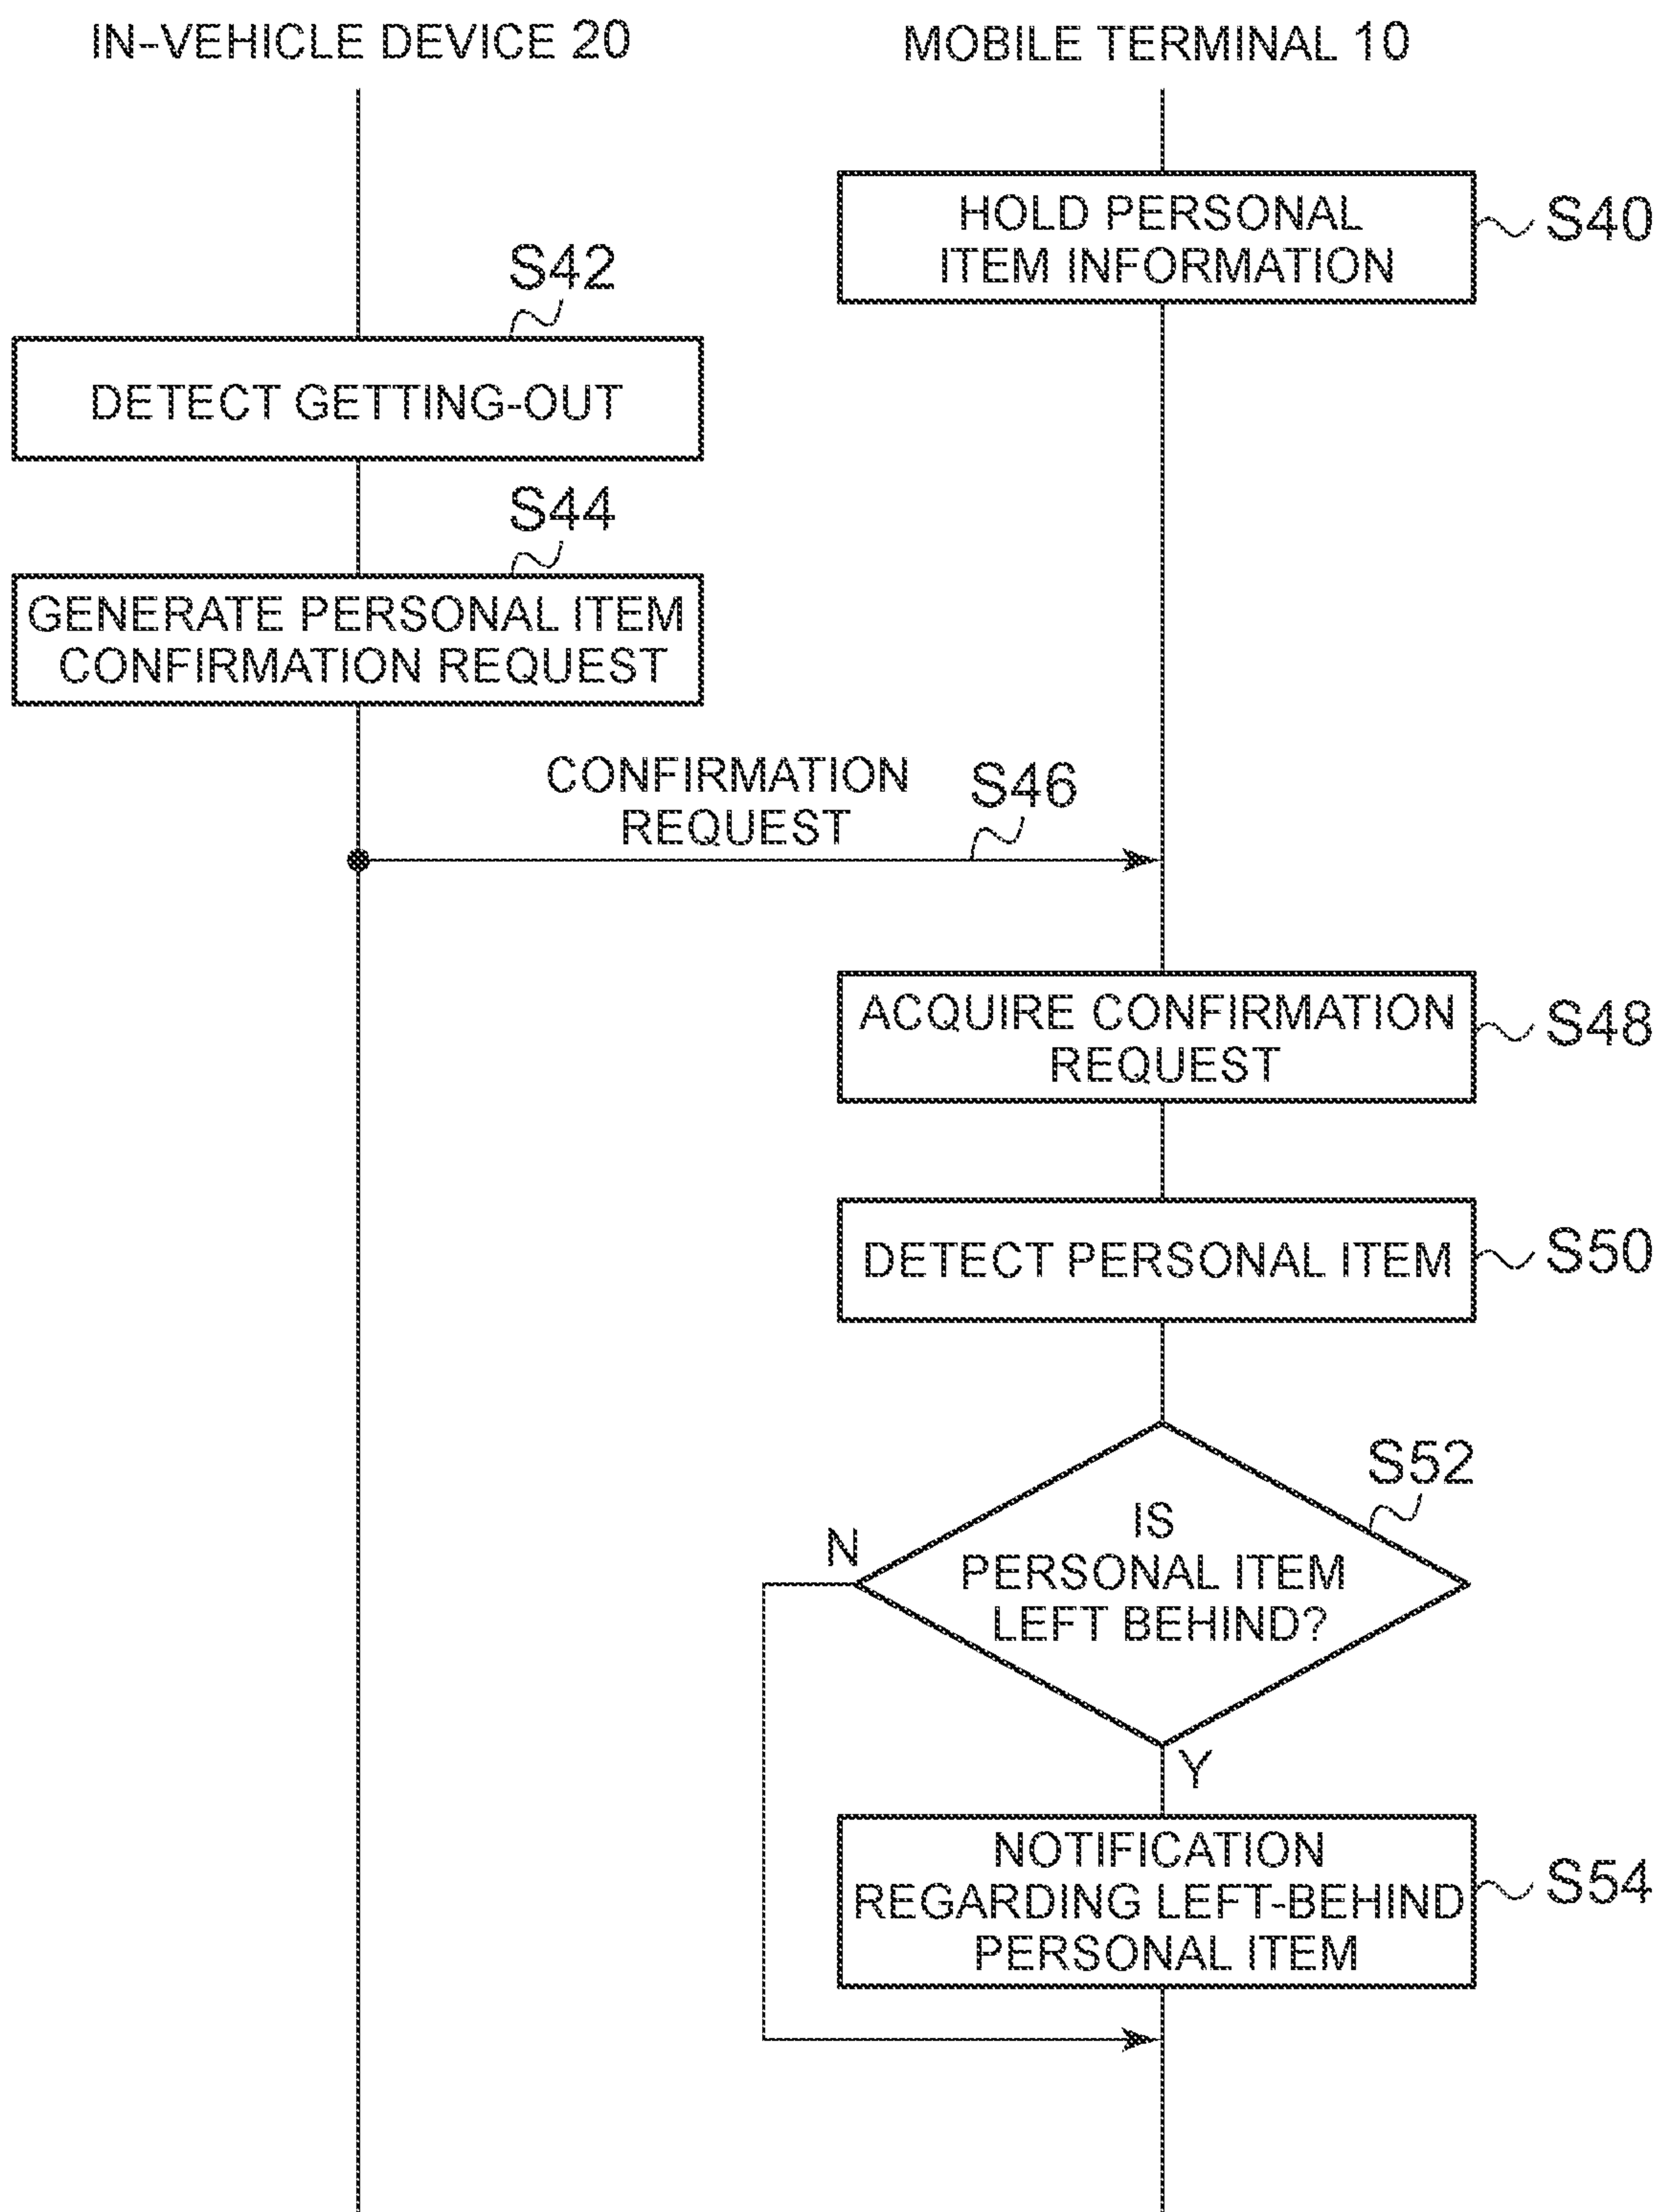 IN-VEHICLE DEVICE 20
MOBILE TERMINAL 10
HOLD PERSONAL
ITEM INFORMATION
S40
S42
DETECT GETTING-OUT
S44
GENERATE PERSONAL ITEM
CONFIRMATION REQUEST
CONFIRMATION
REQUEST
S46
ACQUIRE CONFIRMATION
REQUEST
S48
DETECT PERSONAL ITEM
S50
S52
IS
PERSONAL ITEM
LEFT BEHIND?
N
Y
NOTIFICATION
REGARDING LEFT-BEHIND
PERSONAL ITEM
S54